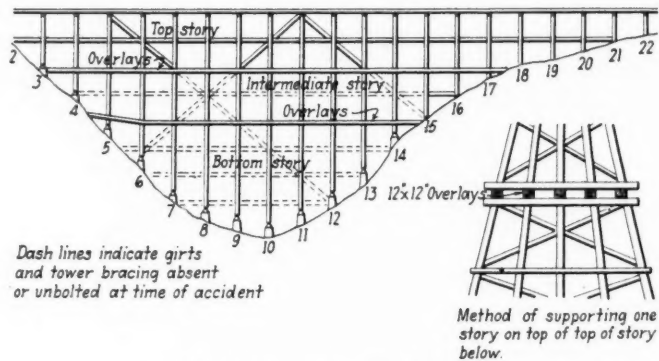 Top story
Overlays
Intermediate story
Overlays
Bottom story
2
3
4
5
6
7
8
9
10
11
12
13
14
15
16
17
18
19
20
21
22
Dash lines indicate girts
and tower bracing absent
or unbolted at time of accident
12"x12" Overlays
Method of supporting one
story on top of top of story
below.